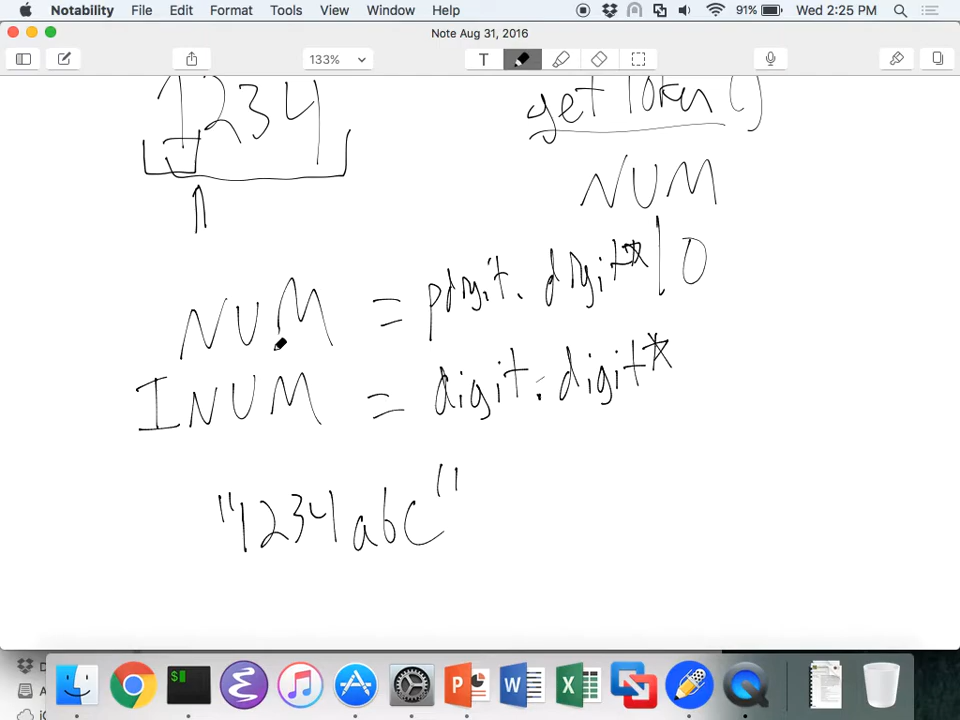 Notability File Edit Format Tools View Window Help 91% Wed 2:25 PM
Note Aug 31, 2016
133% T
1234 getToken()
NUM
NUM = pdigit . digit* | 0
INUM = digit . digit*
"1234abc"